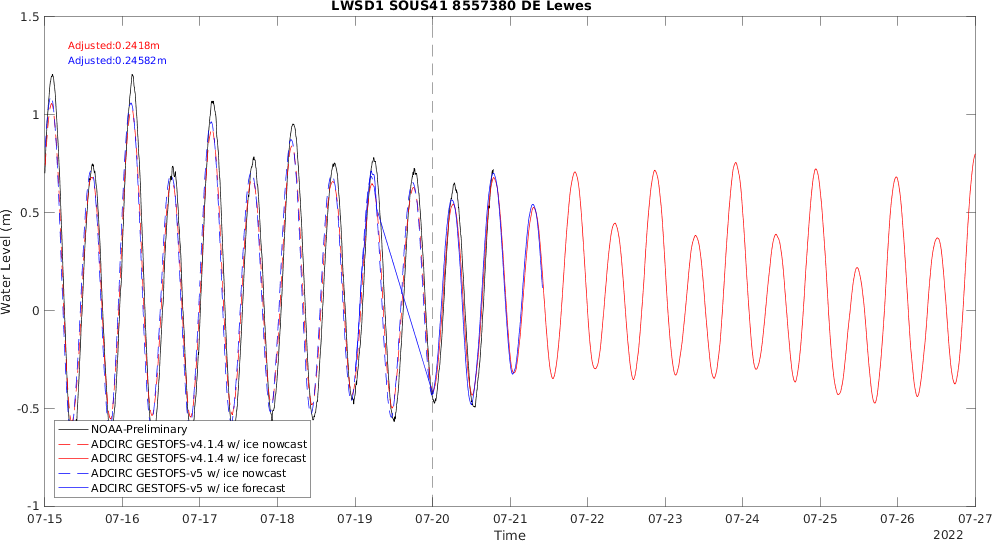 LWSD1 SOUS41 8557380 DE Lewes
Adjusted:0.2418m
Adjusted:0.24582m
1.5
1
0.5
0
-0.5
-1
Water Level (m)
NOAA-Preliminary
ADCIRC GESTOFS-v4.1.4 w/ ice nowcast
ADCIRC GESTOFS-v4.1.4 w/ ice forecast
ADCIRC GESTOFS-v5 w/ ice nowcast
ADCIRC GESTOFS-v5 w/ ice forecast
07-15 07-16 07-17 07-18 07-19 07-20 07-21 07-22 07-23 07-24 07-25 07-26 07-27
Time
2022